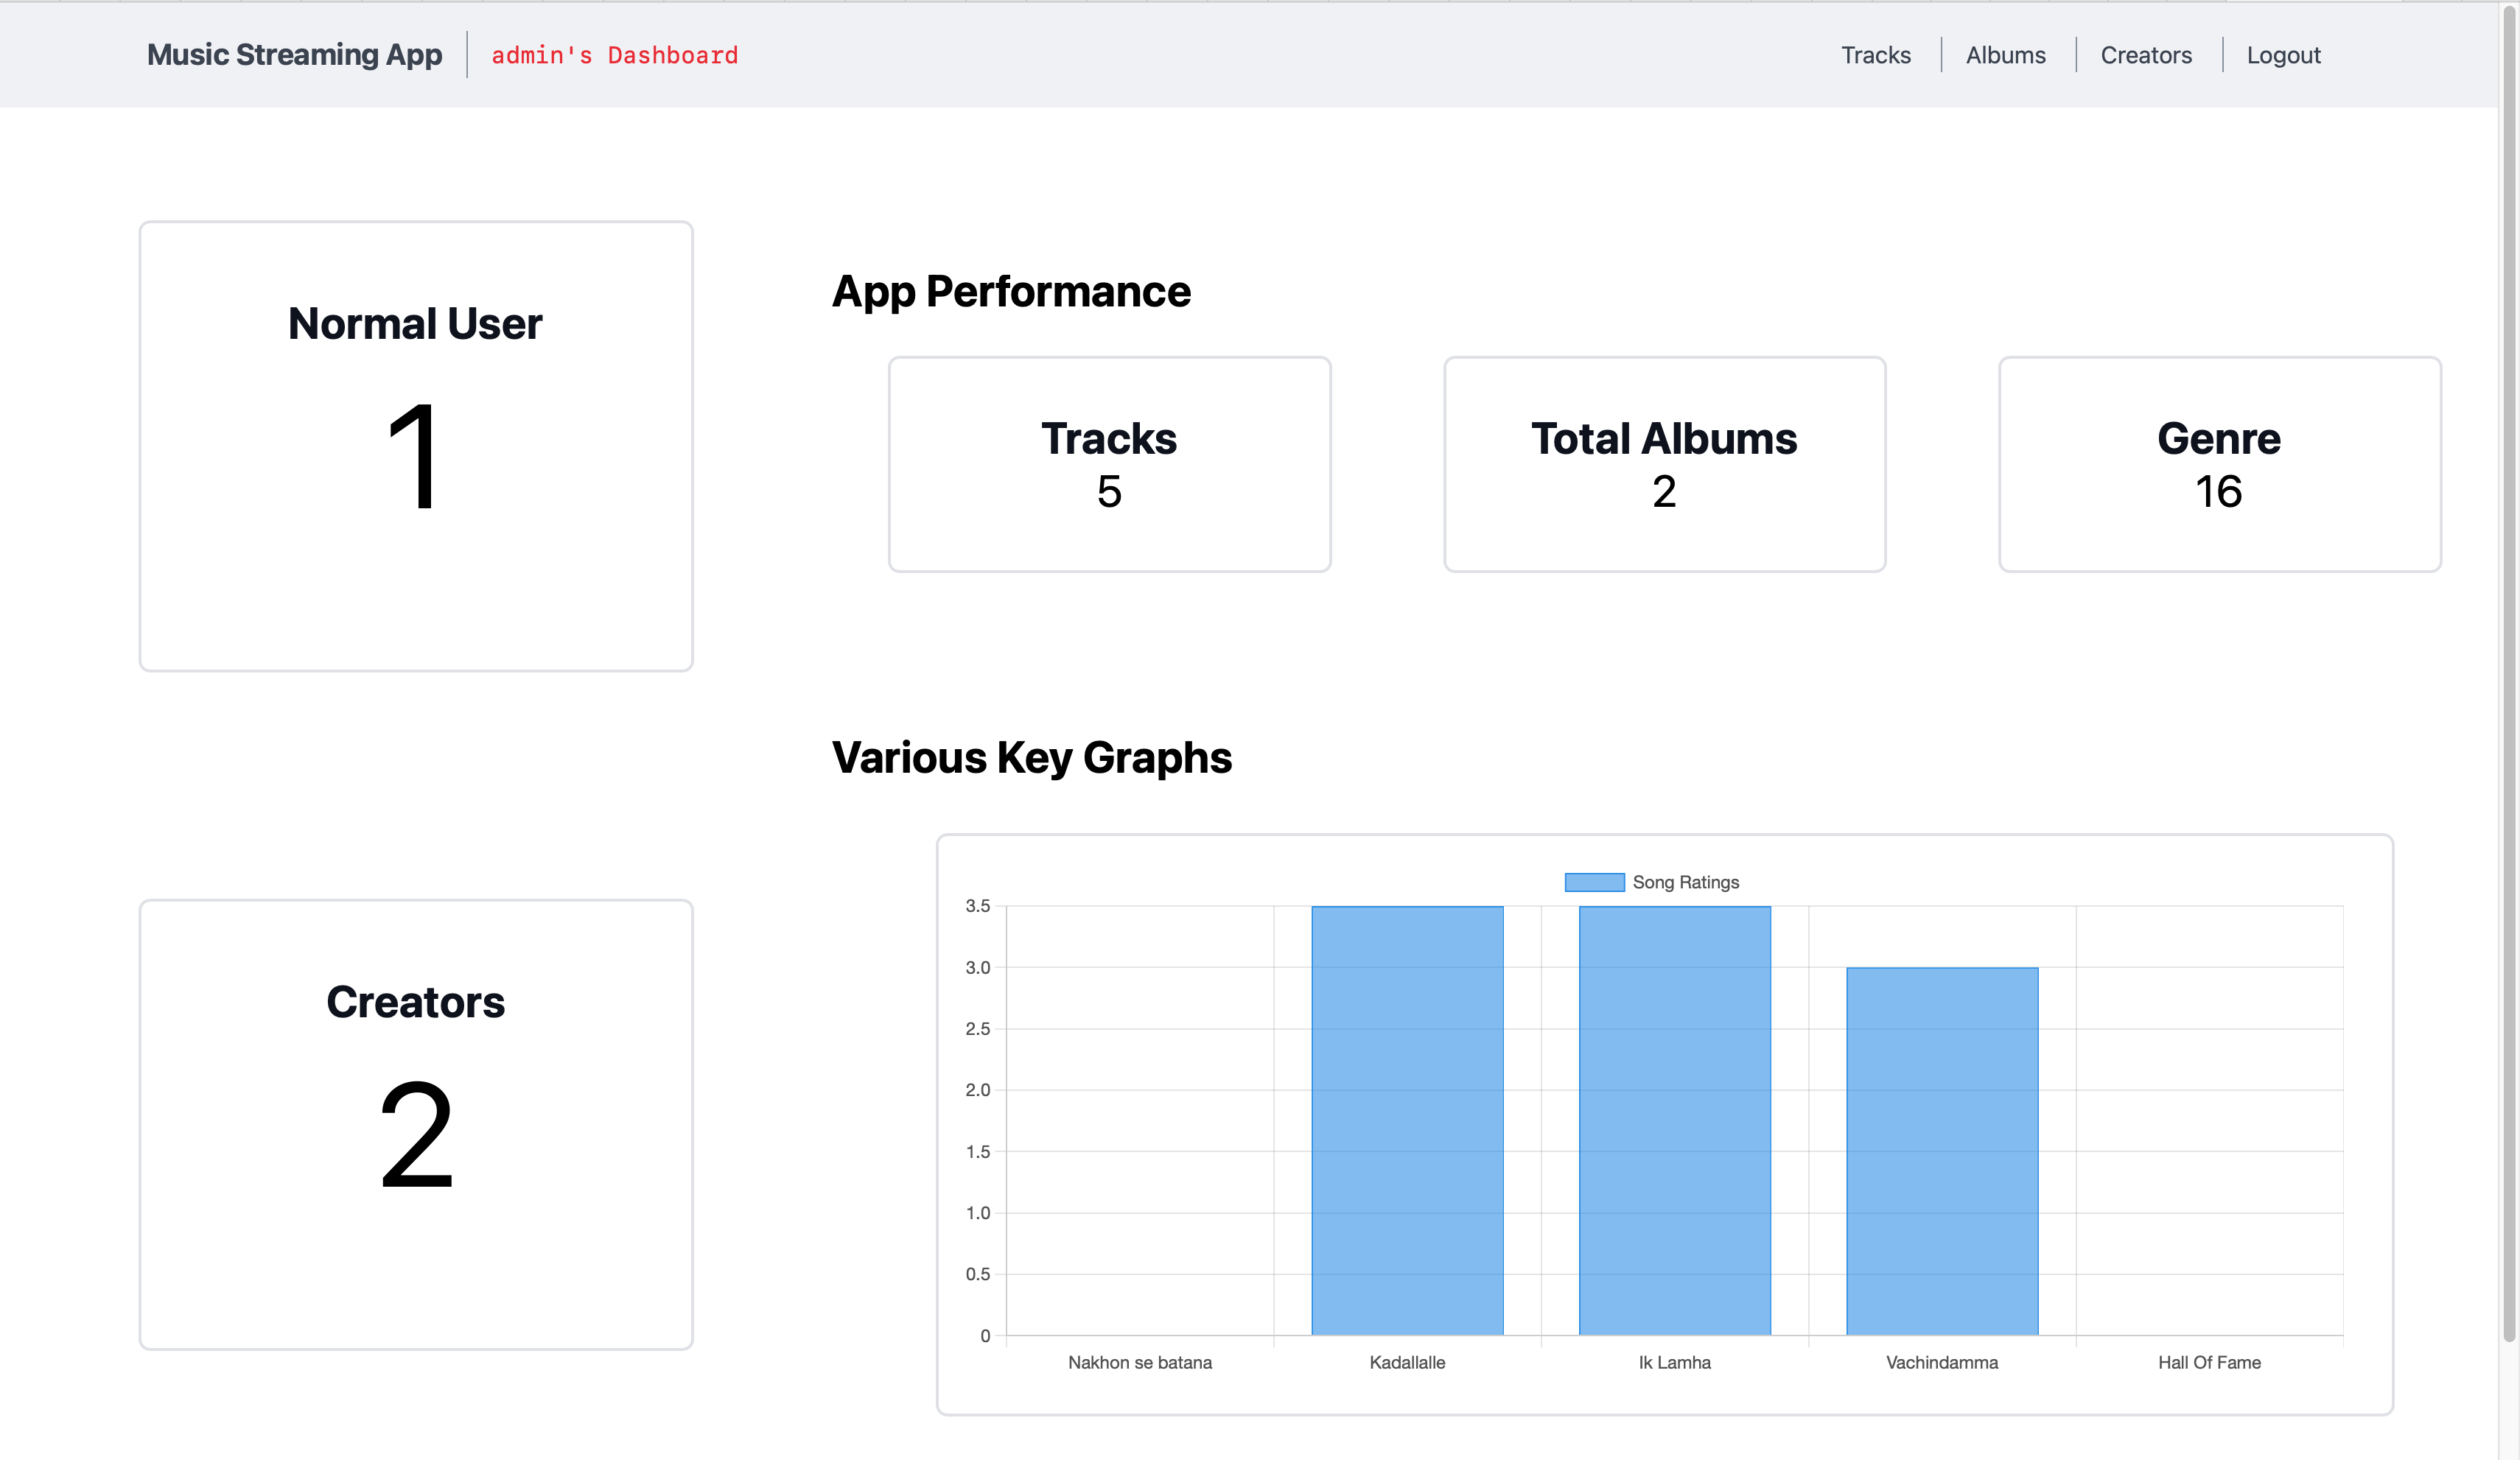 Music Streaming App
admin's Dashboard
Tracks
Albums
Creators
Logout
Normal User
1
App Performance
Tracks
5
Total Albums
2
Genre
16
Various Key Graphs
Creators
2
Song Ratings
3.5
3.0
2.5
2.0
1.5
1.0
0.5
0
Nakhon se batana
Kadallalle
Ik Lamha
Vachindamma
Hall Of Fame